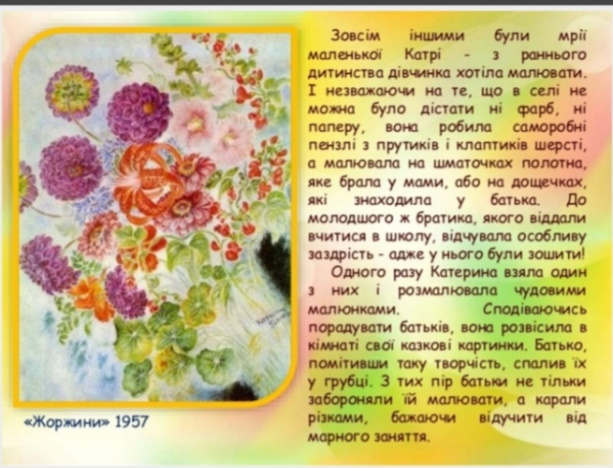 Зовсім іншими були мрії
маленької Катрі - з раннього
дитинства дівчинка хотіла малювати.
І незважаючи на те, що в селі не
можна було дістати ні фарб, ні
паперу, вона робила саморобні
пензлі з прутиків і клаптиків шерсті,
а малювала на шматочках полотна,
яке брала у мами, або на дощечках,
які знаходила у батька. До
молодшого ж братика, якого віддали
вчитися в школу, відчувала особливу
заздрість - адже у нього були зошити!
Одного разу Катерина взяла один
з них і розмалювала чудовими
малюнками. Сподіваючись
порадувати батьків, вона розвісила в
кімнаті свої казкові картинки. Батько,
помітивши таку творчість, спалив їх
у грубці. З тих пір батьки не тільки
забороняли їй малювати, а карали
різками, бажаючи відучити від
марного заняття.
«Жоржини» 1957